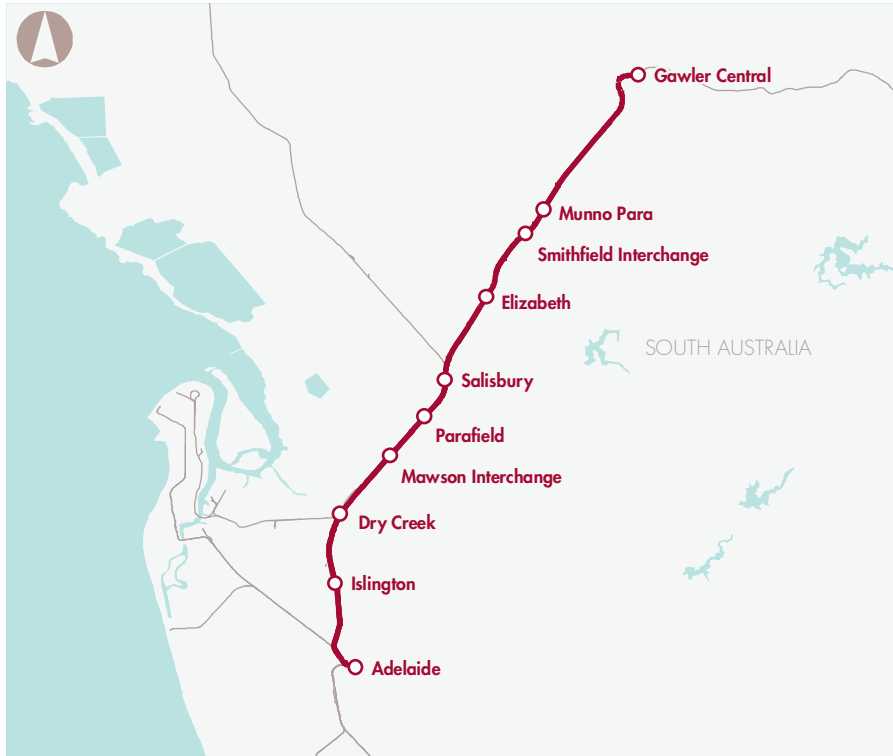 Gawler Central
Munno Para
Smithfield Interchange
Elizabeth
SOUTH AUSTRALIA
Salisbury
Parafield
Mawson Interchange
Dry Creek
Islington
Adelaide